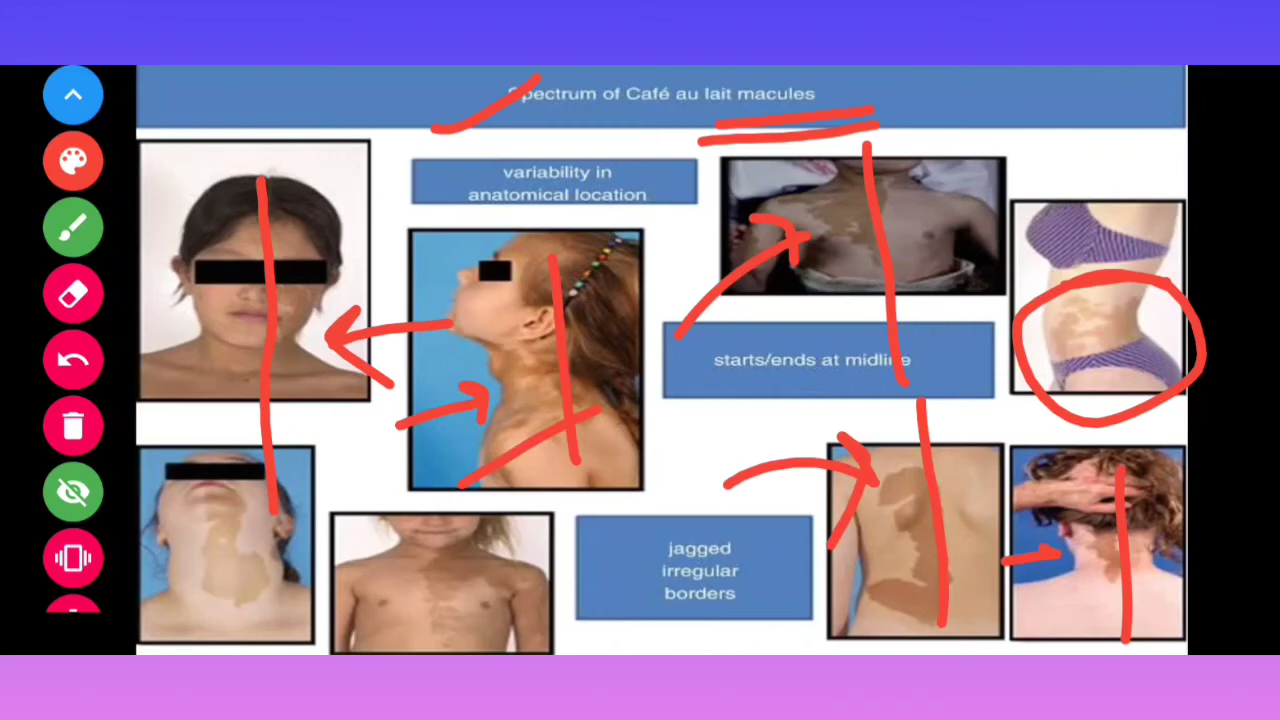 Spectrum of Café au lait macules
variability in
anatomical location
starts/ends at midline
jagged
irregular
borders